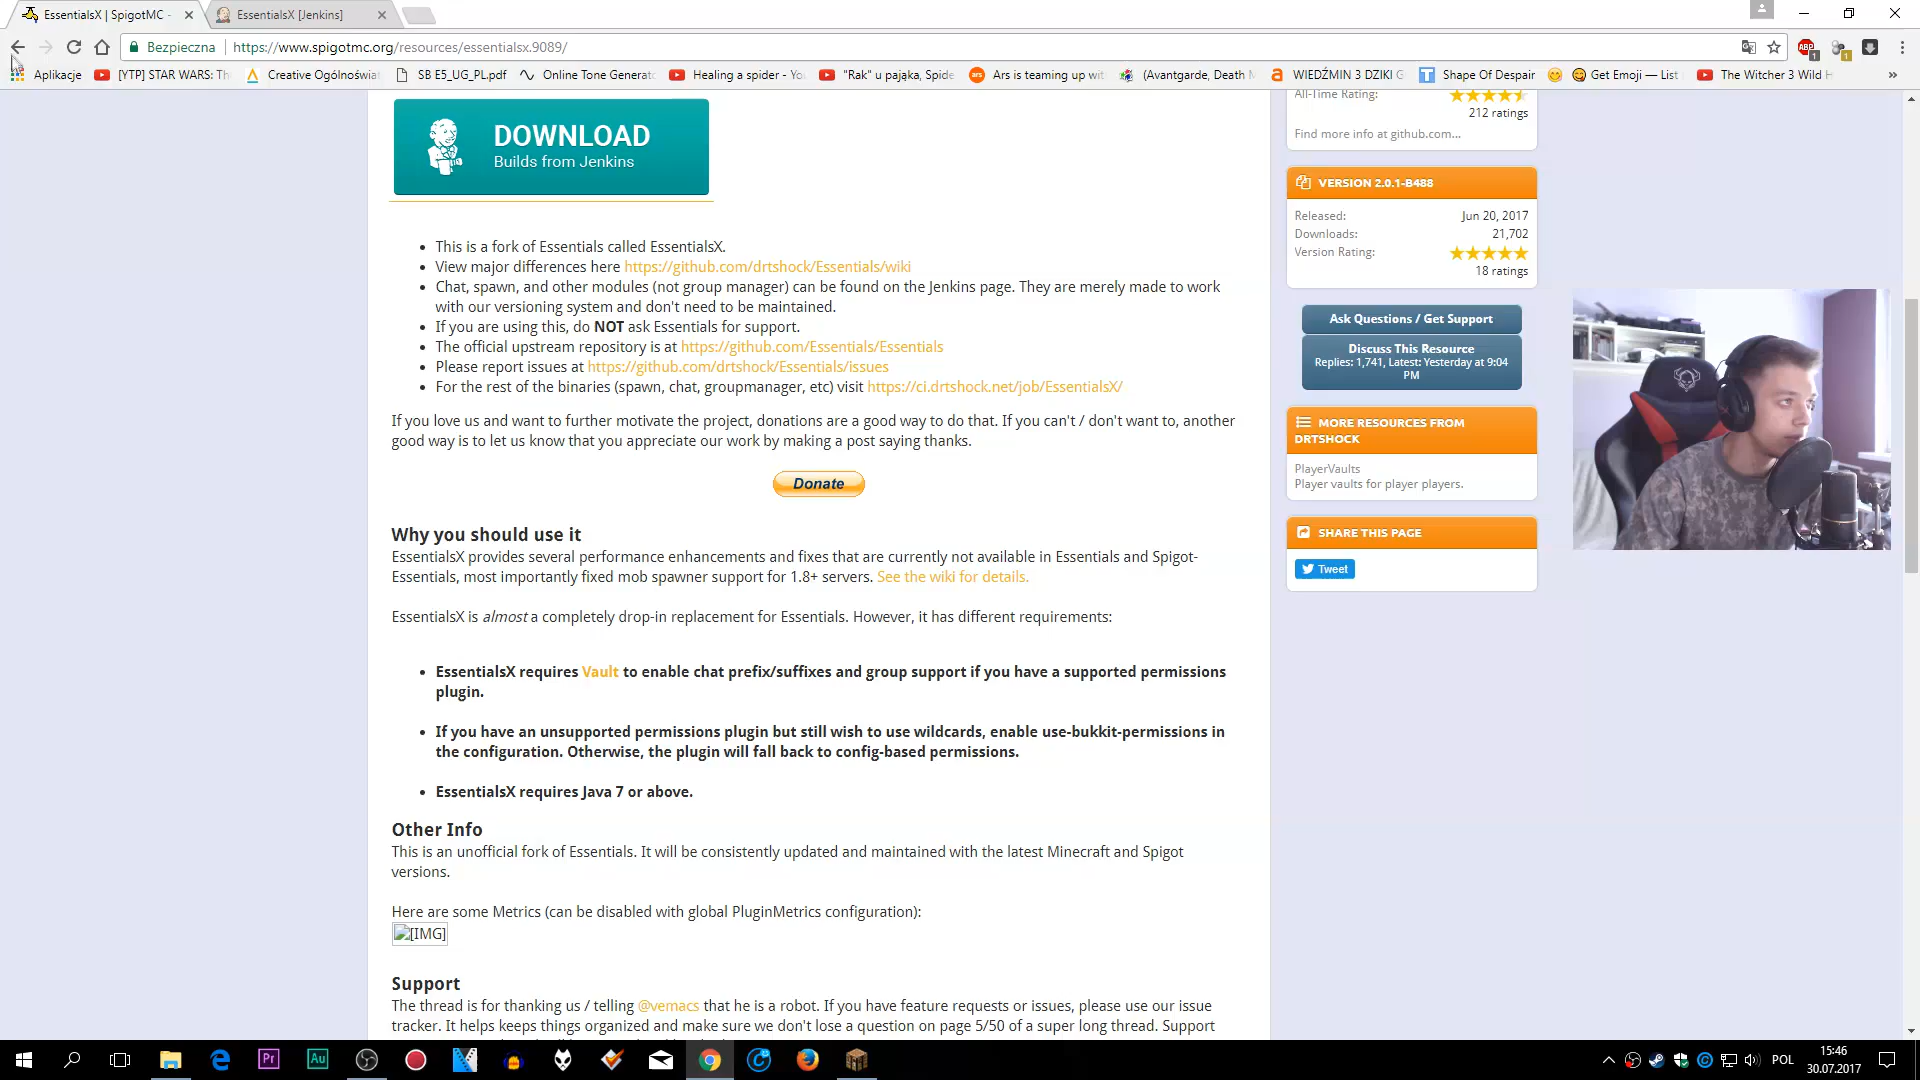 EssentialsX | SpigotMC -
EssentialsX [Jenkins]
Bezpieczna
https://www.spigotmc.org/resources/essentialsx.9089/
Aplikacje
[YTP] STAR WARS: Th
Creative Ogólnoświat
SB E5_UG_PL.pdf
Online Tone Generato
Healing a spider - Yo
"Rak" u pająka, Spide
Ars is teaming up wit
(Avantgarde, Death M
WIEDŹMIN 3 DZIKI G
Shape Of Despair
Get Emoji — List
The Witcher 3 Wild H
DOWNLOAD
Builds from Jenkins
This is a fork of Essentials called EssentialsX.
View major differences here https://github.com/drtshock/Essentials/wiki
Chat, spawn, and other modules (not group manager) can be found on the Jenkins page. They are merely made to work
with our versioning system and don't need to be maintained.
If you are using this, do NOT ask Essentials for support.
The official upstream repository is at https://github.com/Essentials/Essentials
Please report issues at https://github.com/drtshock/Essentials/issues
For the rest of the binaries (spawn, chat, groupmanager, etc) visit https://ci.drtshock.net/job/EssentialsX/
If you love us and want to further motivate the project, donations are a good way to do that. If you can't / don't want to, another
good way is to let us know that you appreciate our work by making a post saying thanks.
Donate
Why you should use it
EssentialsX provides several performance enhancements and fixes that are currently not available in Essentials and Spigot-
Essentials, most importantly fixed mob spawner support for 1.8+ servers. See the wiki for details.
EssentialsX is almost a completely drop-in replacement for Essentials. However, it has different requirements:
EssentialsX requires Vault to enable chat prefix/suffixes and group support if you have a supported permissions
plugin.
If you have an unsupported permissions plugin but still wish to use wildcards, enable use-bukkit-permissions in
the configuration. Otherwise, the plugin will fall back to config-based permissions.
EssentialsX requires Java 7 or above.
Other Info
This is an unofficial fork of Essentials. It will be consistently updated and maintained with the latest Minecraft and Spigot
versions.
Here are some Metrics (can be disabled with global PluginMetrics configuration):
[IMG]
Support
The thread is for thanking us / telling @vemacs that he is a robot. If you have feature requests or issues, please use our issue
tracker. It helps keeps things organized and make sure we don't lose a question on page 5/50 of a super long thread. Support
All-Time Rating:
212 ratings
Find more info at github.com...
VERSION 2.0.1-B488
Released: Jun 20, 2017
Downloads: 21,702
Version Rating:
18 ratings
Ask Questions / Get Support
Discuss This Resource
Replies: 1,741, Latest: Yesterday at 9:04
PM
MORE RESOURCES FROM
DRTSHOCK
PlayerVaults
Player vaults for player players.
SHARE THIS PAGE
Tweet
POL
15:46
30.07.2017